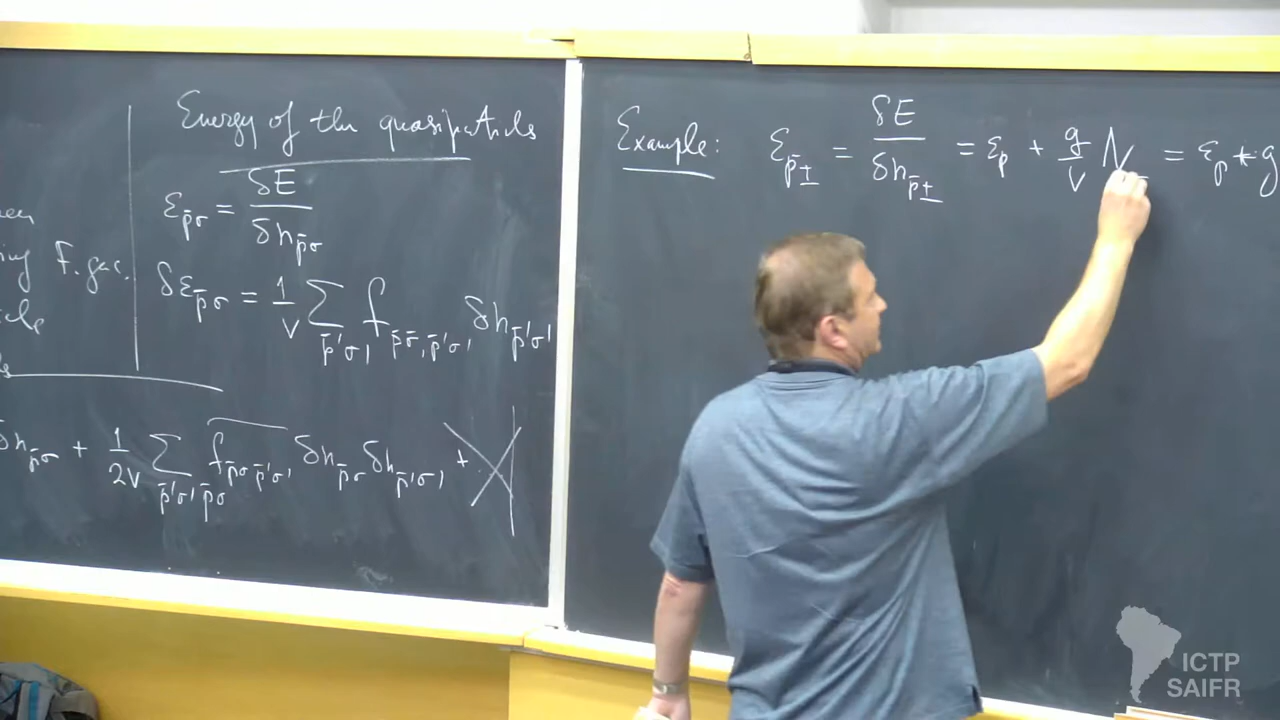 Energy of the quasiparticles
ε_{p̄σ} = δE / δn_{p̄σ}
δε_{p̄σ} = 1/V Σ_{p̄'σ'} f_{p̄σ, p̄'σ'} δn_{p̄'σ'}
F. gas
δn_{p̄σ} + 1/2V Σ_{p̄'σ', p̄σ} f_{p̄σ p̄'σ'} δn_{p̄σ} δn_{p̄'σ'} +
Example: ε_{p̄±} = δE / δn_{p̄±} = ε_p + g/V N = ε_p + g
ICTP
SAIFR